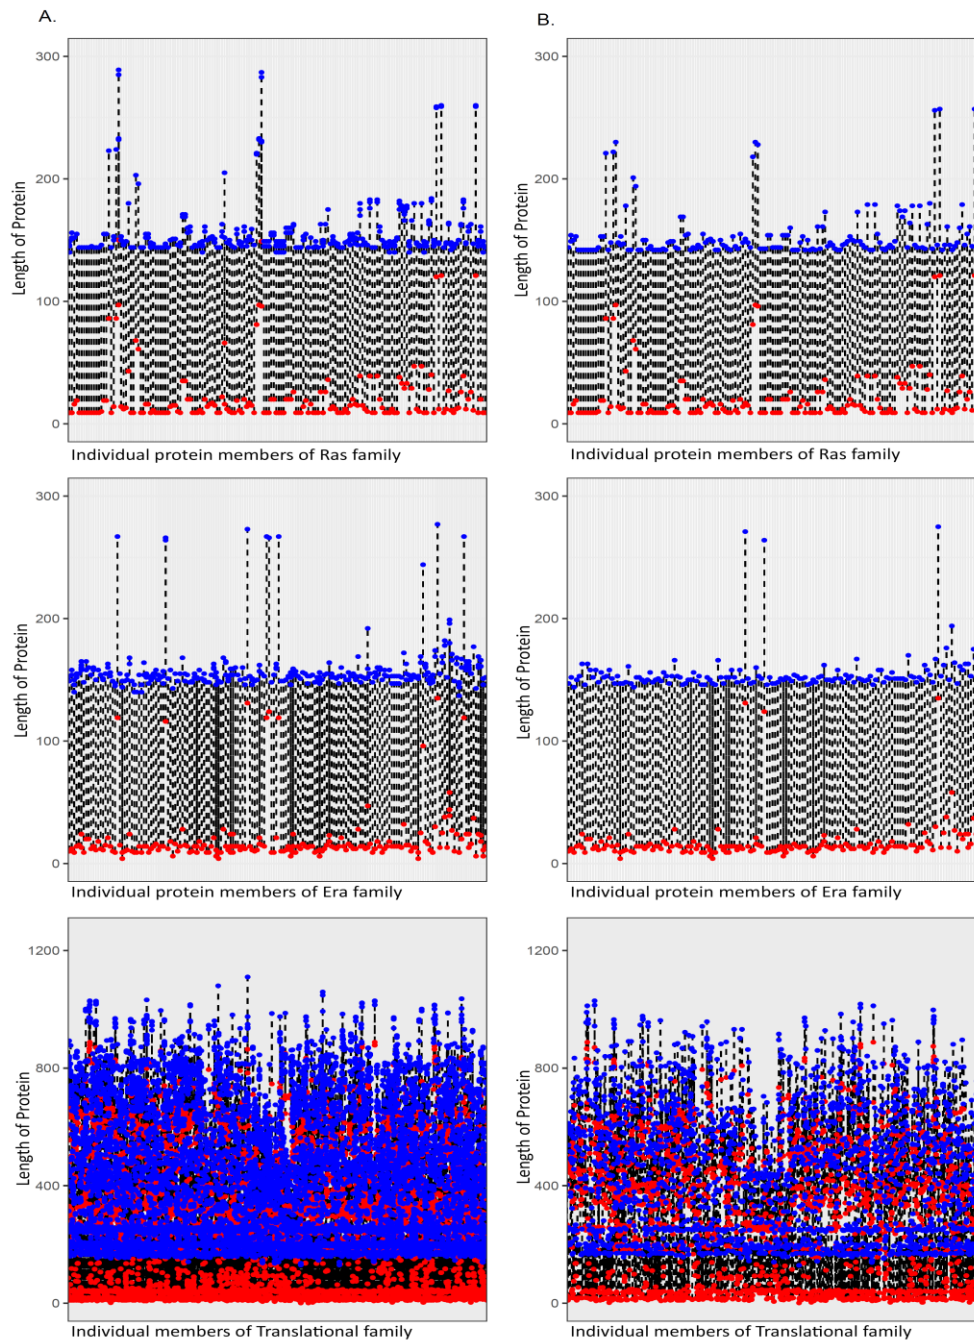 A.
B.
300
200
100
0
Length of Protein
Individual protein members of Ras family
300
200
100
0
Length of Protein
Individual protein members of Ras family
300
200
100
0
Length of Protein
Individual protein members of Era family
300
200
100
0
Length of Protein
Individual protein members of Era family
1200
800
400
0
Length of Protein
Individual members of Translational family
1200
800
400
0
Length of Protein
Individual members of Translational family